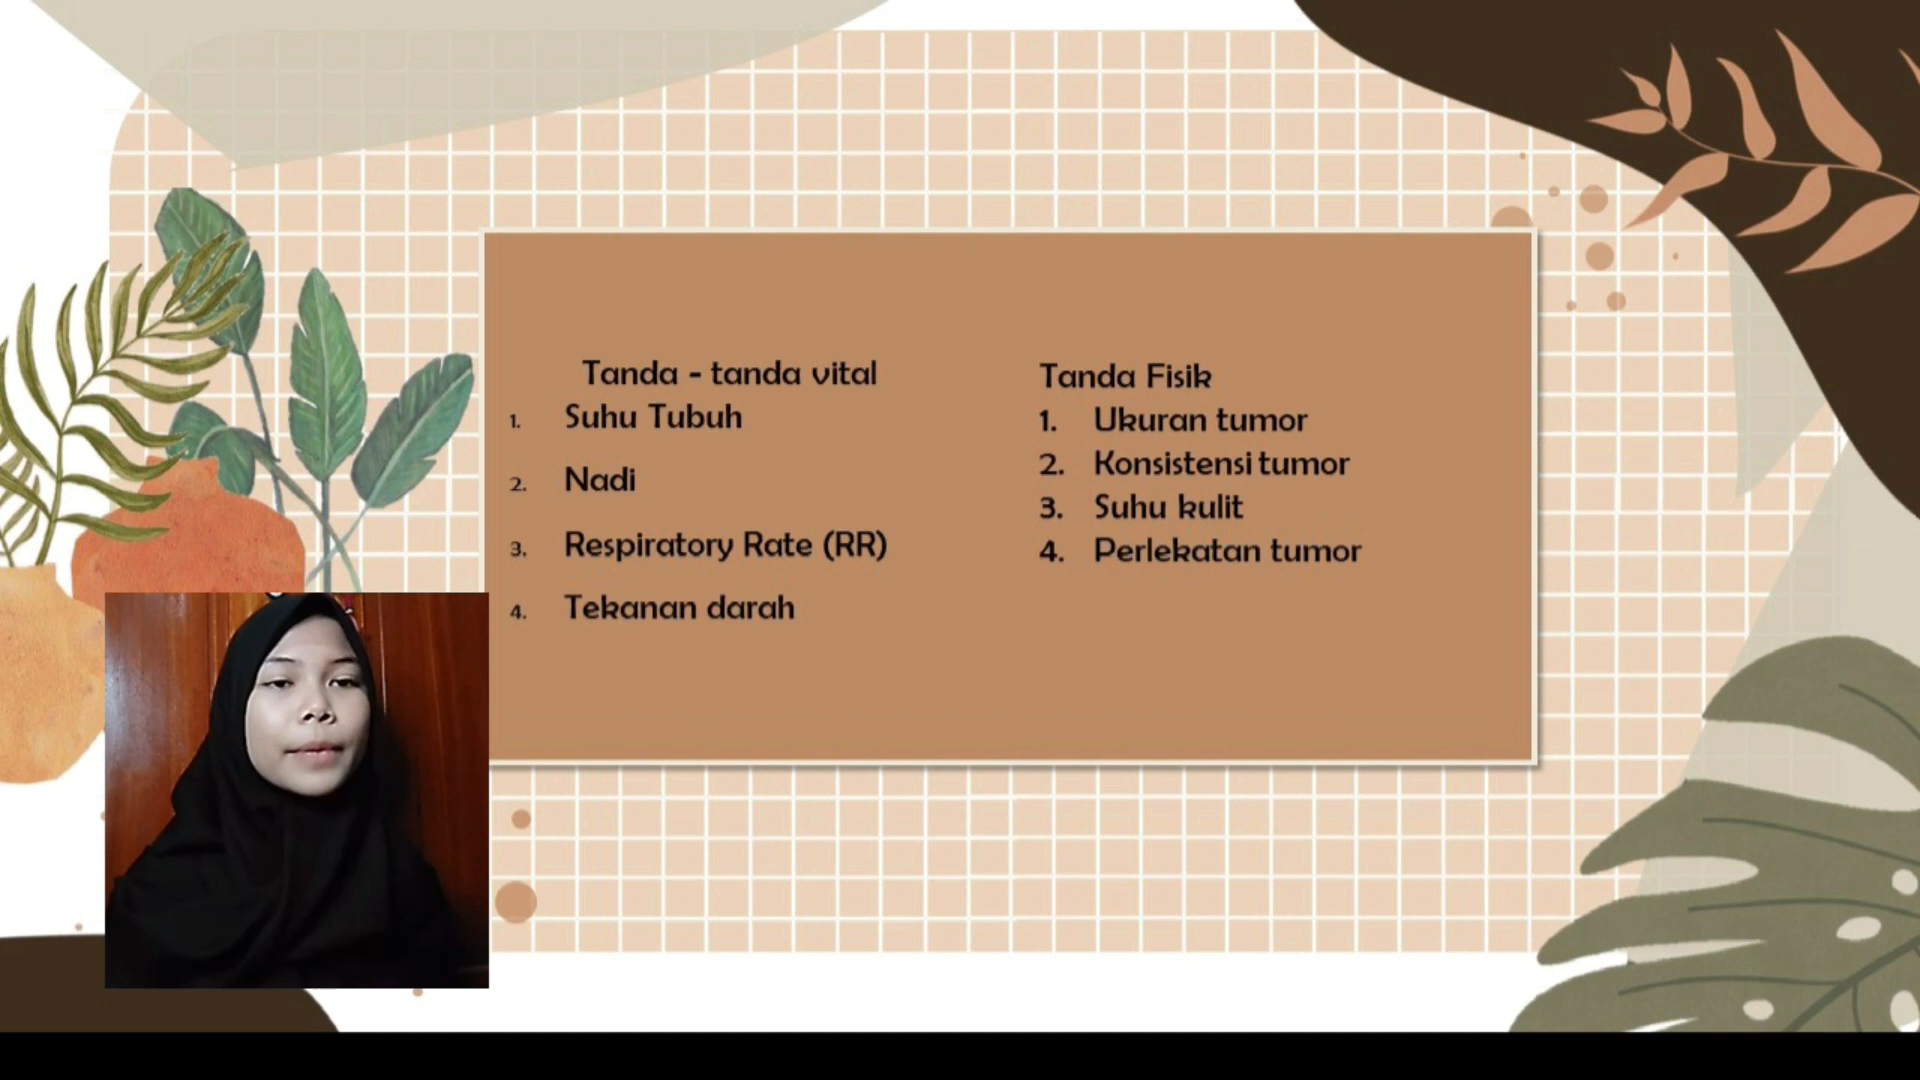 Tanda - tanda vital
1. Suhu Tubuh
2. Nadi
3. Respiratory Rate (RR)
4. Tekanan darah
Tanda Fisik
1. Ukuran tumor
2. Konsistensi tumor
3. Suhu kulit
4. Perlekatan tumor